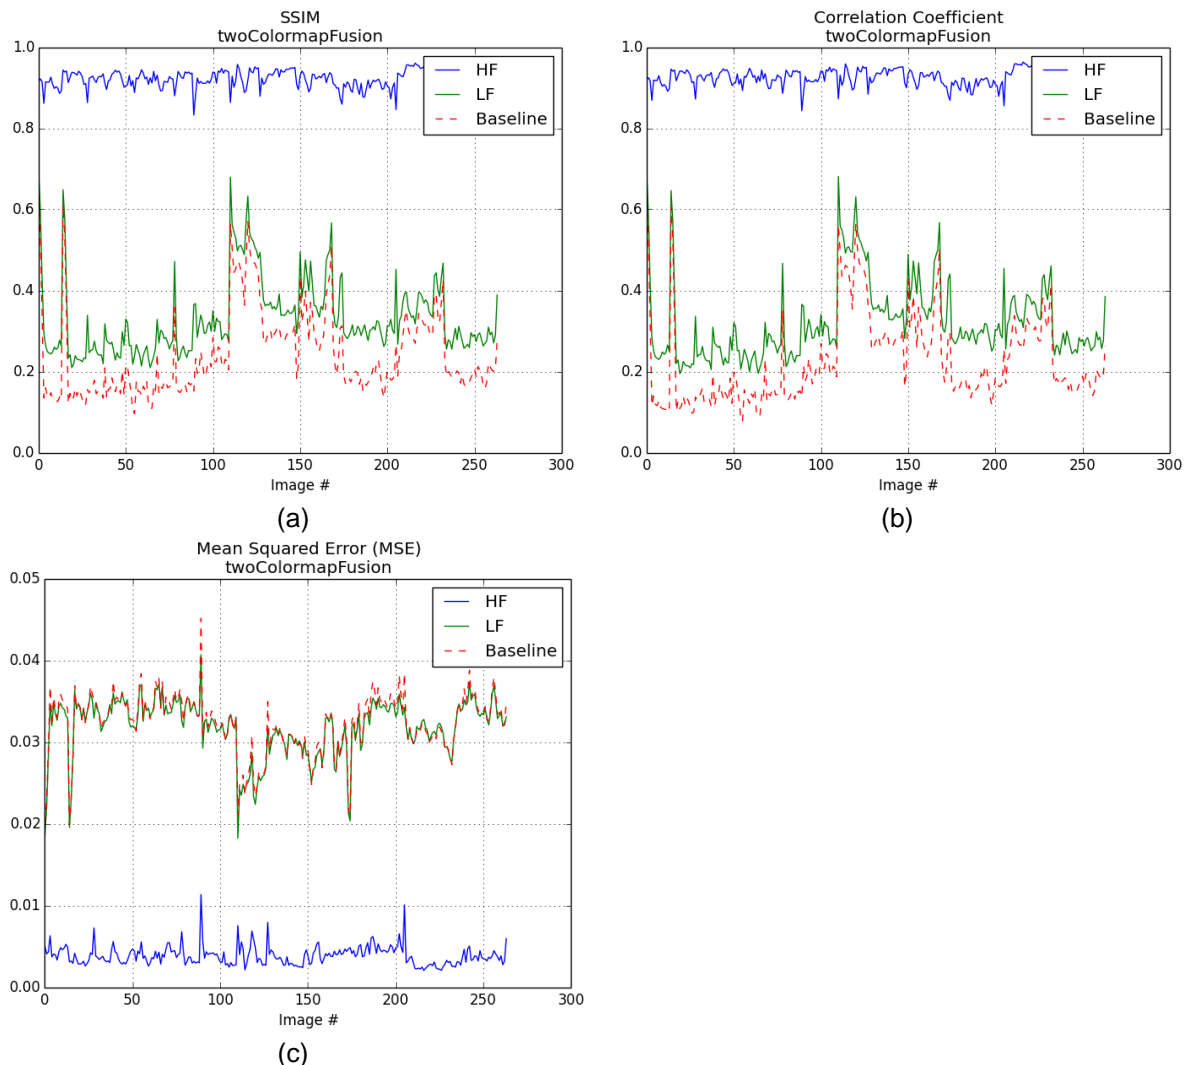 SSIM
twoColormapFusion
1.0
0.8
0.6
0.4
0.2
0.0
HF
LF
Baseline
0 50 100 150 200 250 300
Image #
(a)
Correlation Coefficient
twoColormapFusion
1.0
0.8
0.6
0.4
0.2
0.0
HF
LF
Baseline
0 50 100 150 200 250 300
Image #
(b)
Mean Squared Error (MSE)
twoColormapFusion
0.05
0.04
0.03
0.02
0.01
0.00
HF
LF
Baseline
0 50 100 150 200 250 300
Image #
(c)